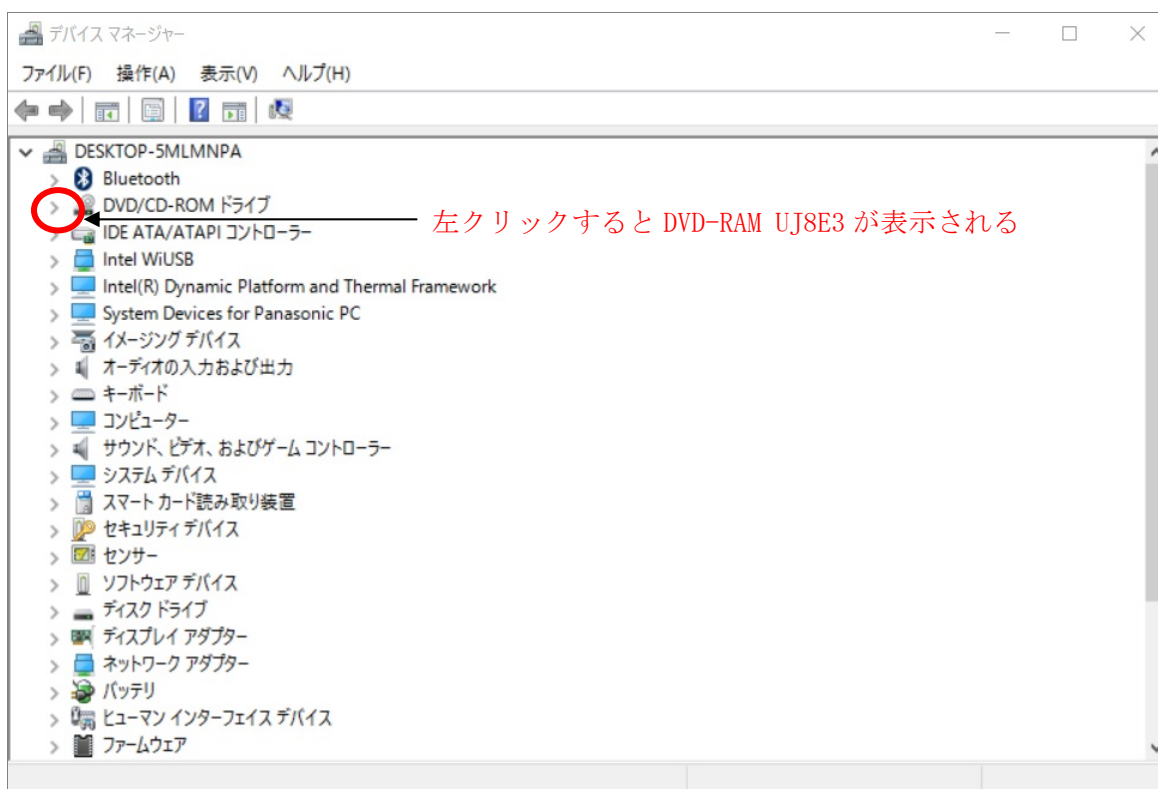 デバイス マネージャー
ファイル(F) 操作(A) 表示(V) ヘルプ(H)
DESKTOP-5MLMNPA
Bluetooth
DVD/CD-ROM ドライブ
左クリックすると DVD-RAM UJ8E3 が表示される
IDE ATA/ATAPI コントローラー
Intel WiUSB
Intel(R) Dynamic Platform and Thermal Framework
System Devices for Panasonic PC
イメージング デバイス
オーディオの入力および出力
キーボード
コンピューター
サウンド、ビデオ、およびゲーム コントローラー
システム デバイス
スマート カード読み取り装置
セキュリティ デバイス
センサー
ソフトウェア デバイス
ディスク ドライブ
ディスプレイ アダプター
ネットワーク アダプター
バッテリ
ヒューマン インターフェイス デバイス
ファームウェア